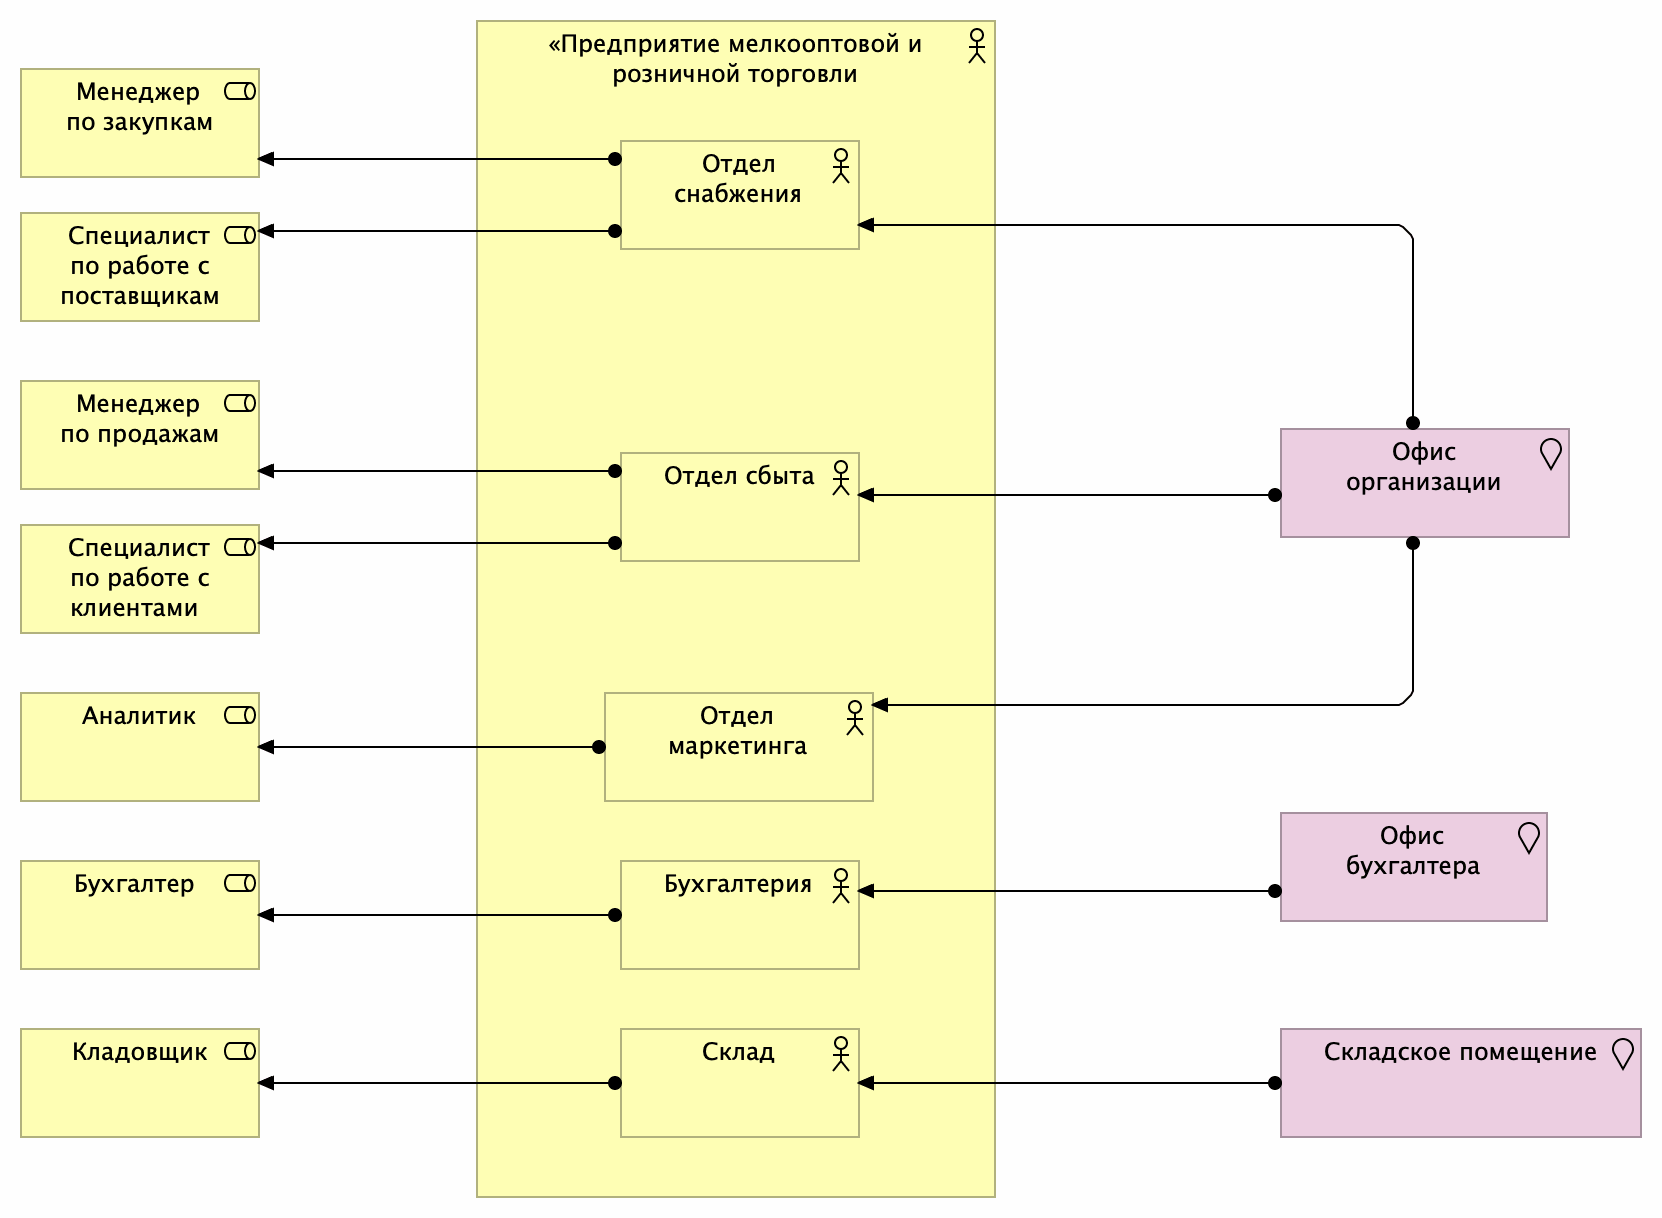 «Предприятие мелкооптовой и
розничной торговли
Менеджер
по закупкам
Отдел
снабжения
Специалист
по работе с
поставщикам
Менеджер
по продажам
Отдел сбыта
Офис
организации
Специалист
по работе с
клиентами
Аналитик
Отдел
маркетинга
Офис
бухгалтера
Бухгалтер
Бухгалтерия
Кладовщик
Склад
Складское помещение